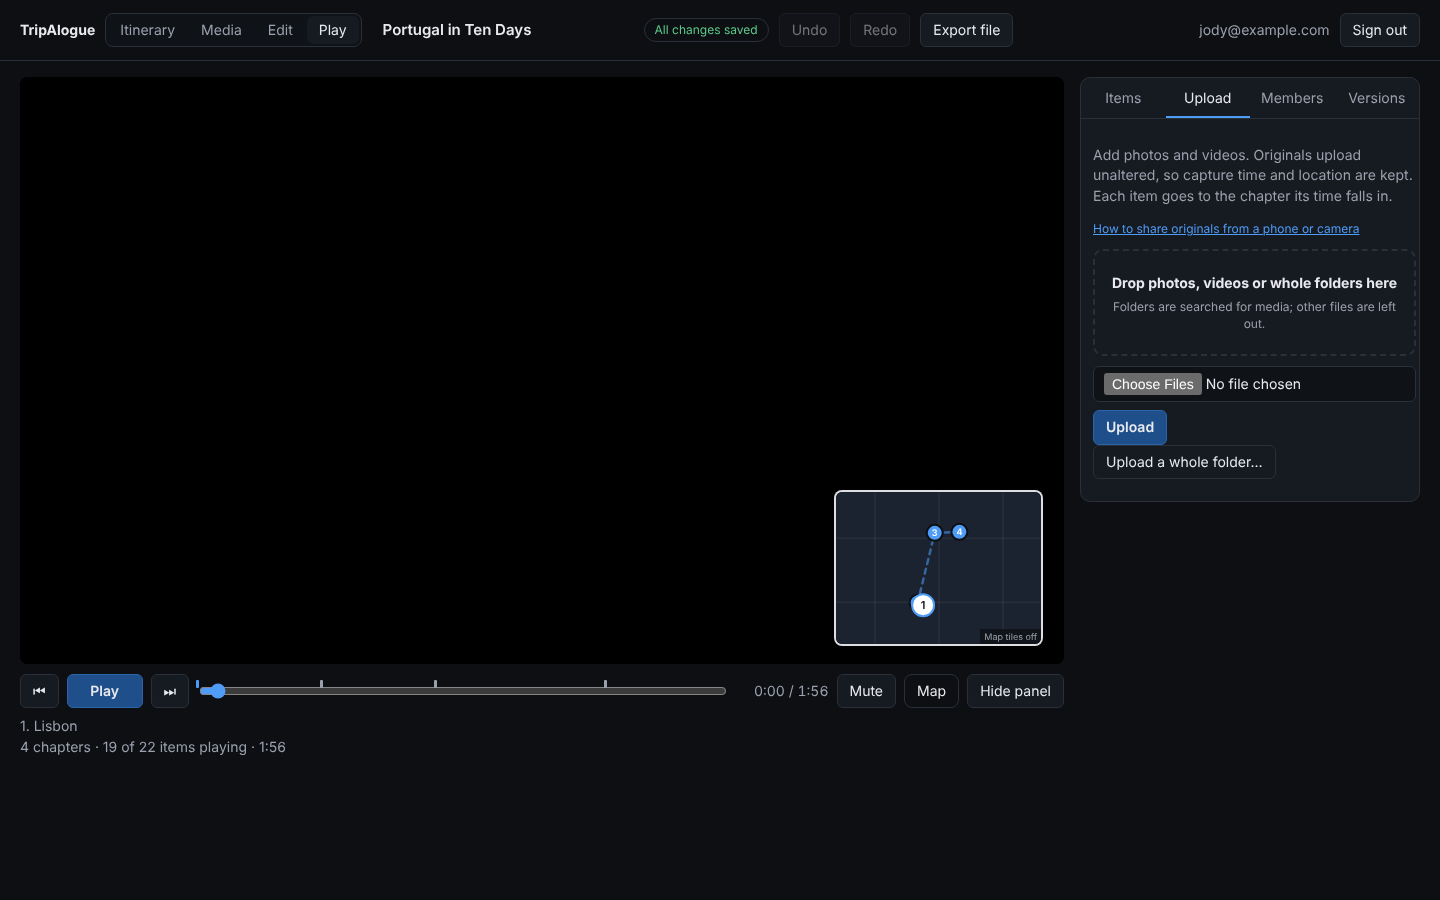 TripAlogue
Itinerary
Media
Edit
Play
Portugal in Ten Days
All changes saved
Undo
Redo
Export file
jody@example.com
Sign out
Items
Upload
Members
Versions
Add photos and videos. Originals upload
unaltered, so capture time and location are kept.
Each item goes to the chapter its time falls in.
How to share originals from a phone or camera
Drop photos, videos or whole folders here
Folders are searched for media; other files are left
out.
Choose Files No file chosen
Upload
Upload a whole folder...
3
4
1
Map tiles off
Play
0:00 / 1:56
Mute
Map
Hide panel
1. Lisbon
4 chapters · 19 of 22 items playing · 1:56